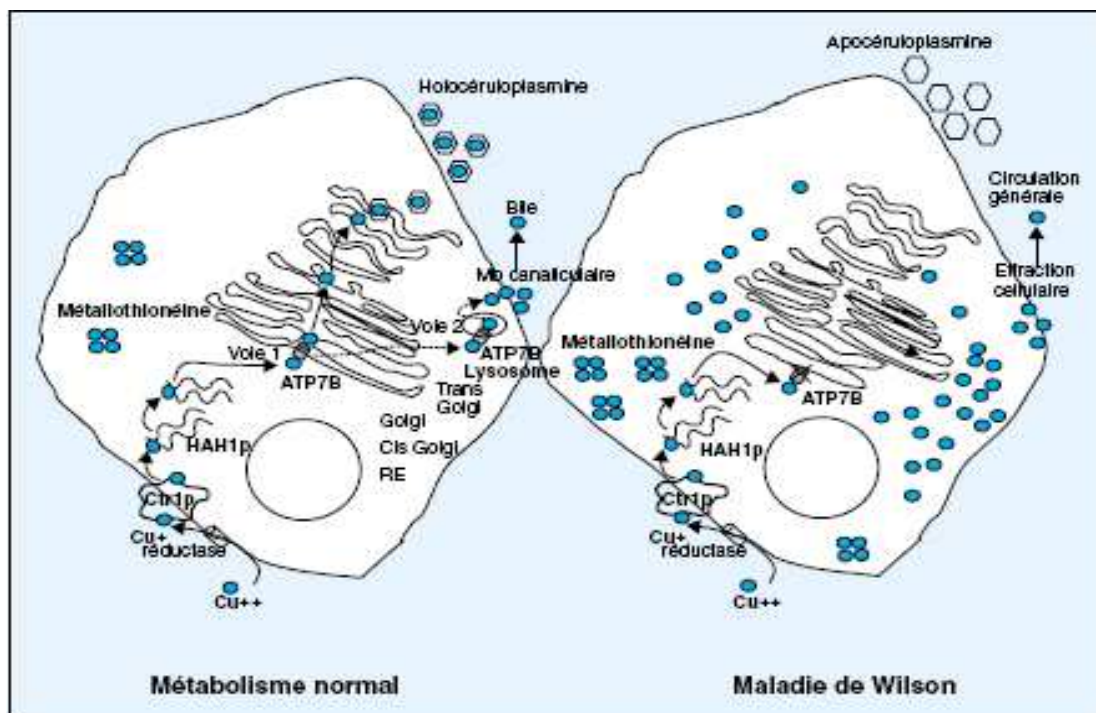 Holocéruloplasmine
Bile
Mb canaliculaire
Métallothionéine
Voie 1
Voie 2
ATP7B
ATP7B
Lysosome
Trans
Golgi
Golgi
Cis Golgi
RE
HAH1p
Ctr1p
Cu+
réductase
Cu++
Métabolisme normal
Apocéruloplasmine
Circulation
générale
Effraction
cellulaire
Métallothionéine
ATP7B
HAH1p
Ctr1p
Cu+
réductase
Cu++
Maladie de Wilson